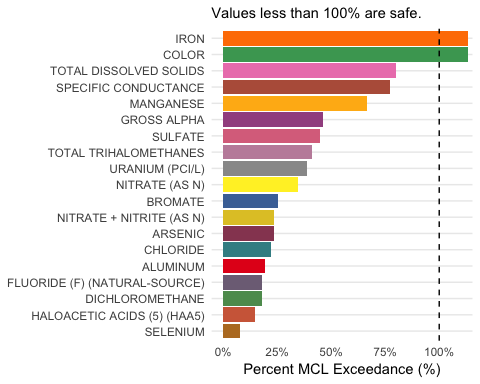 Values less than 100% are safe.
IRON
COLOR
TOTAL DISSOLVED SOLIDS
SPECIFIC CONDUCTANCE
MANGANESE
GROSS ALPHA
SULFATE
TOTAL TRIHALOMETHANES
URANIUM (PCI/L)
NITRATE (AS N)
BROMATE
NITRATE + NITRITE (AS N)
ARSENIC
CHLORIDE
ALUMINUM
FLUORIDE (F) (NATURAL-SOURCE)
DICHLOROMETHANE
HALOACETIC ACIDS (5) (HAA5)
SELENIUM
0% 25% 50% 75% 100%
Percent MCL Exceedance (%)